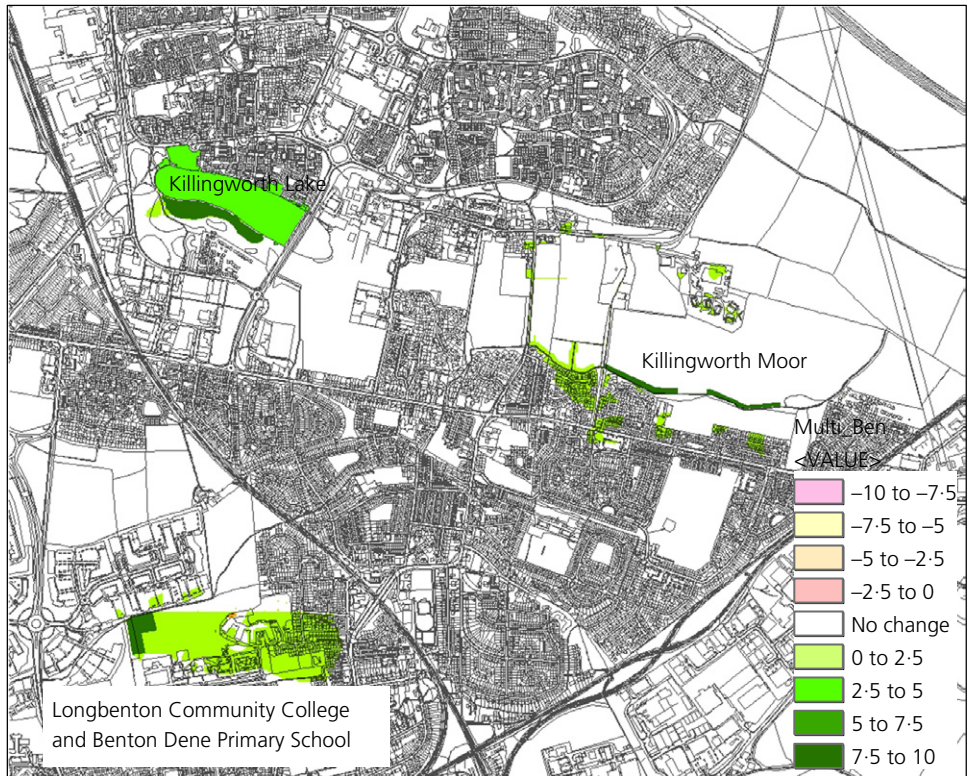 Killingworth Lake
Killingworth Moor
Multi_Ben
<VALUE>
–10 to –7·5
–7·5 to –5
–5 to –2·5
–2·5 to 0
No change
0 to 2·5
2·5 to 5
5 to 7·5
7·5 to 10
Longbenton Community College
and Benton Dene Primary School